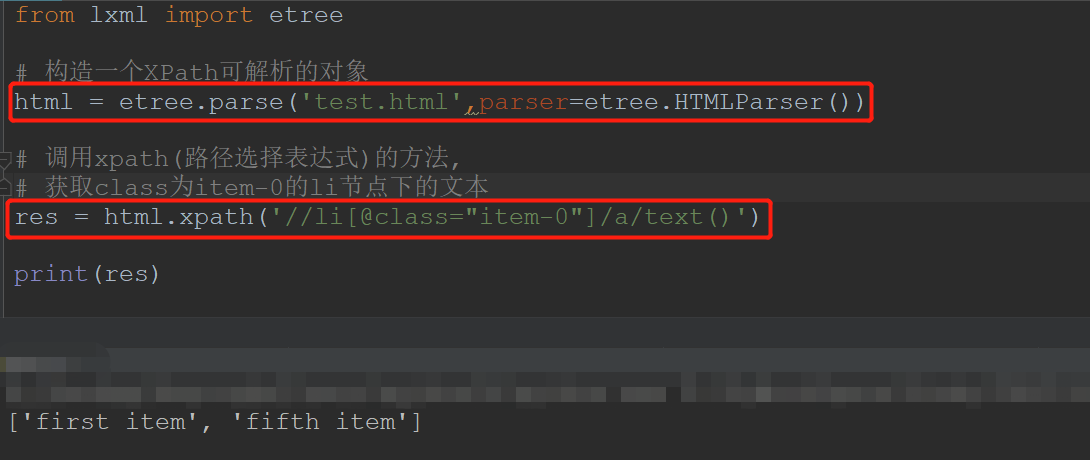 from lxml import etree
# 构造一个XPath可解析的对象
html = etree.parse('test.html',parser=etree.HTMLParser())
# 调用xpath(路径选择表达式)的方法,
# 获取class为item-0的li节点下的文本
res = html.xpath('//li[@class="item-0"]/a/text()')
print(res)
['first item', 'fifth item']